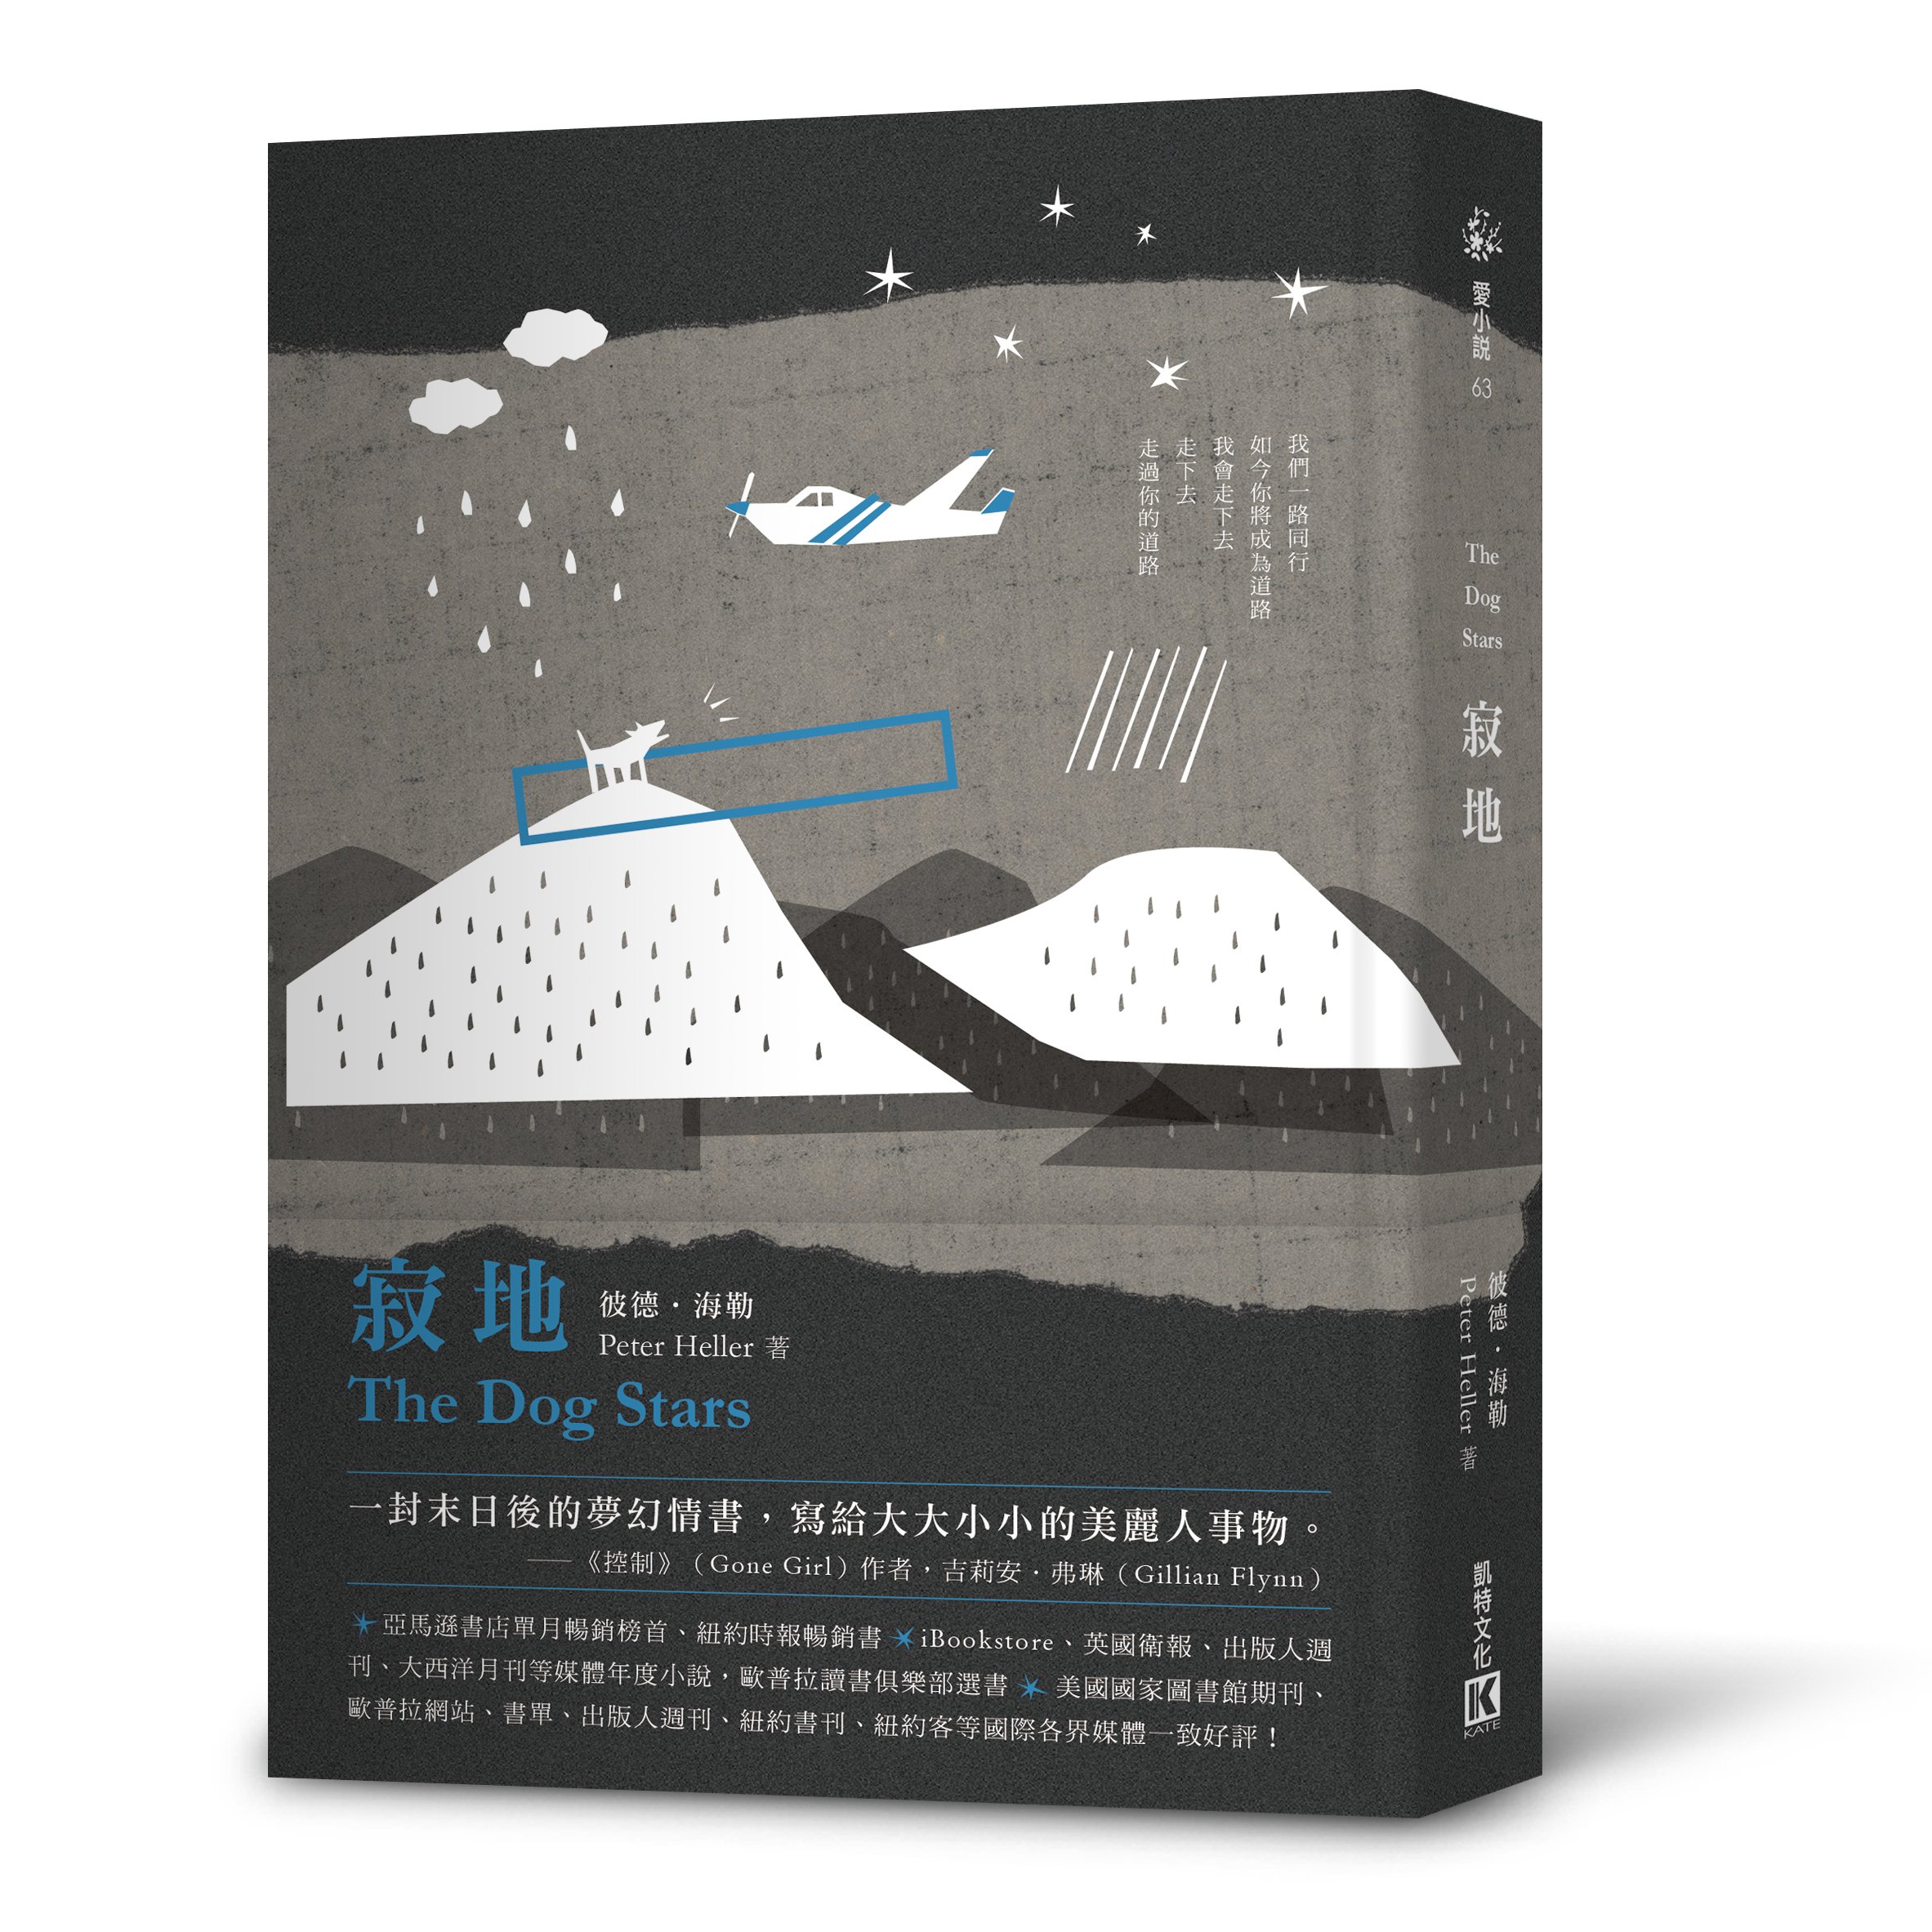 我們一路同行
如今你將成為道路
我會走下去
走下去
走過你的道路
寂地
彼德・海勒
Peter Heller 著
The Dog Stars
一封末日後的夢幻情書，寫給大大小小的美麗人事物。
──《控制》（Gone Girl）作者，吉莉安・弗琳（Gillian Flynn）
亞馬遜書店單月暢銷榜首、紐約時報暢銷書 iBookstore、英國衛報、出版人週
刊、大西洋月刊等媒體年度小說，歐普拉讀書俱樂部選書 美國國家圖書館期刊、
歐普拉網站、書單、出版人週刊、紐約書刊、紐約客等國際各界媒體一致好評！
愛小説
63
The
Dog
Stars
寂地
彼德・海勒
Peter Heller 著
凱特文化
K
KATE